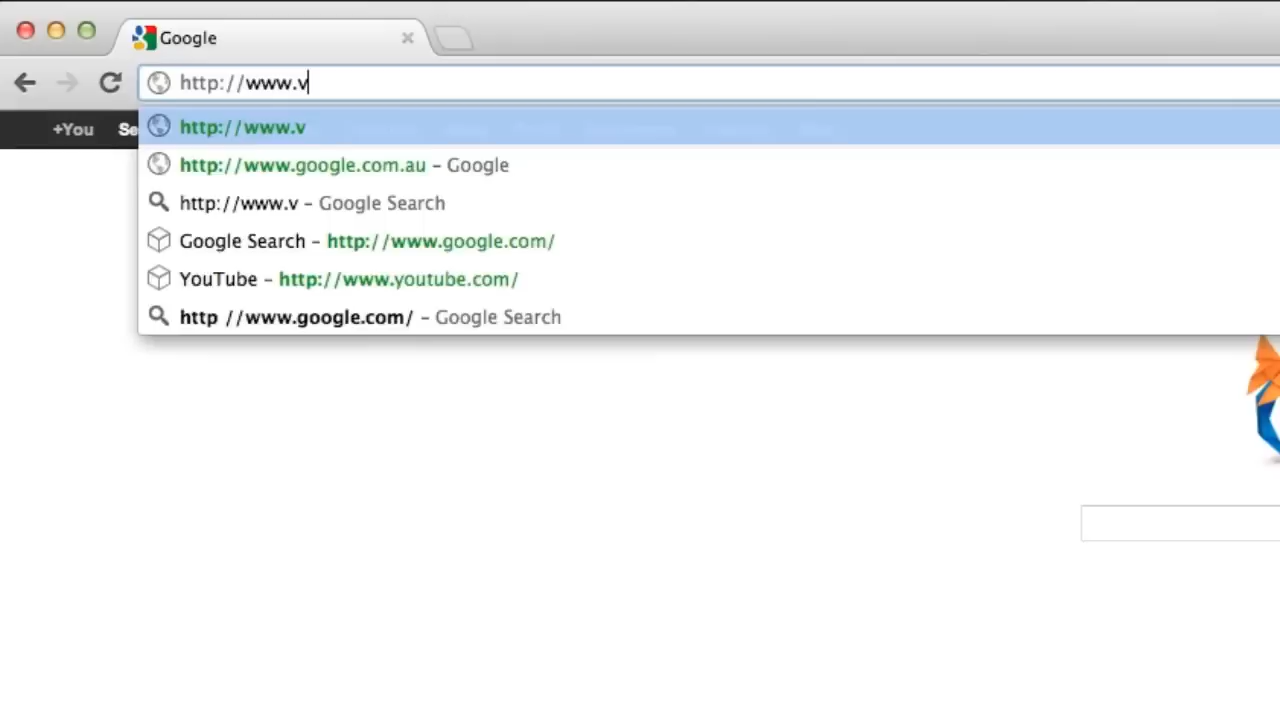 Google
http://www.v
+You Se
http://www.v
http://www.google.com.au – Google
http://www.v – Google Search
Google Search – http://www.google.com/
YouTube – http://www.youtube.com/
http //www.google.com/ – Google Search